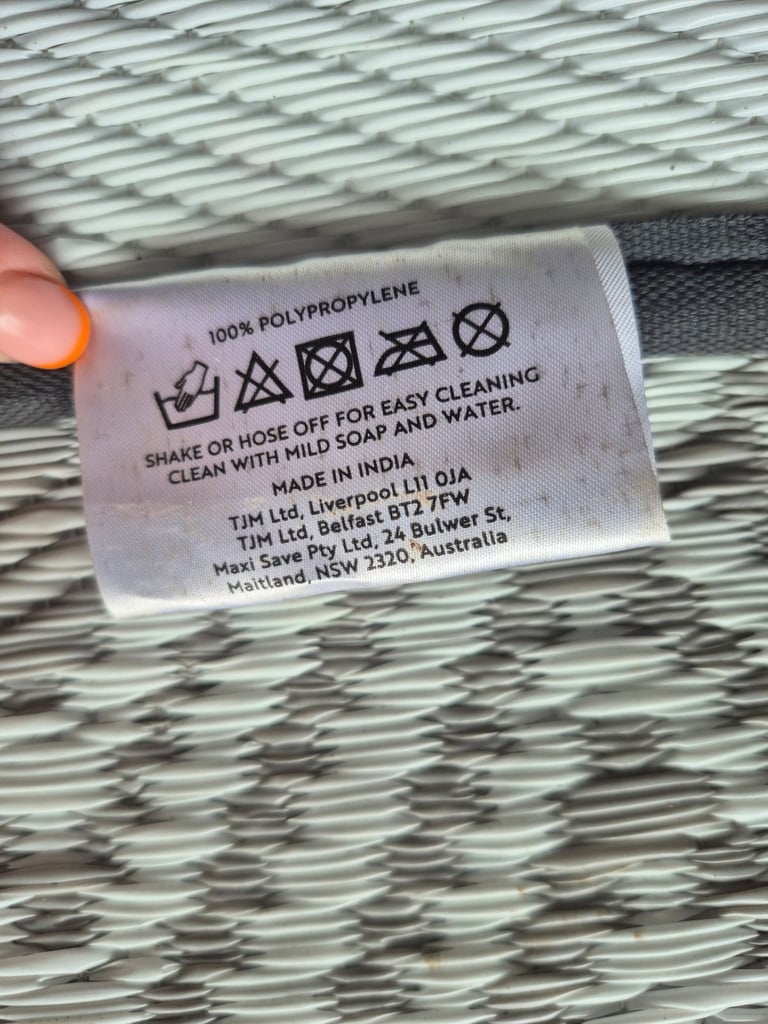 100% POLYPROPYLENE
SHAKE OR HOSE OFF FOR EASY CLEANING
CLEAN WITH MILD SOAP AND WATER.
MADE IN INDIA
TJM Ltd, Liverpool L11 0JA
TJM Ltd, Belfast BT2 7FW
Maxi Save Pty Ltd, 24 Bulwer St,
Maitland, NSW 2320, Australia